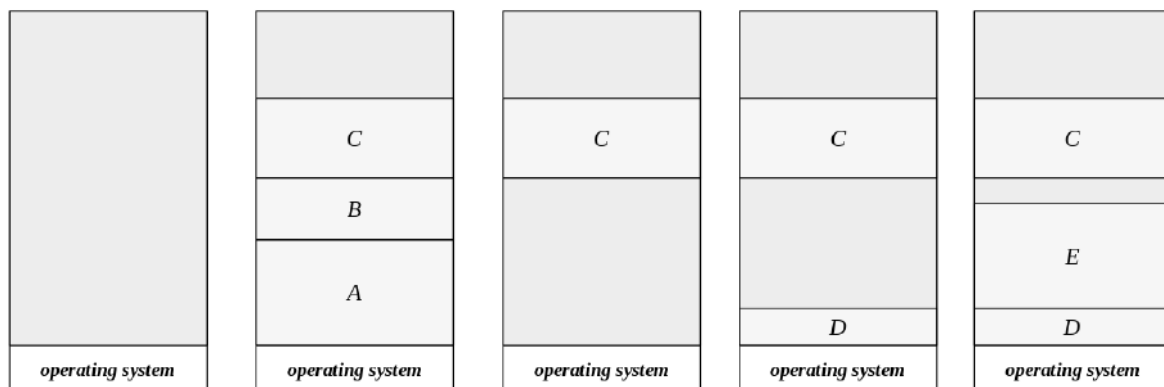 C
B
A
operating system
C
operating system
C
D
operating system
C
E
D
operating system
operating system